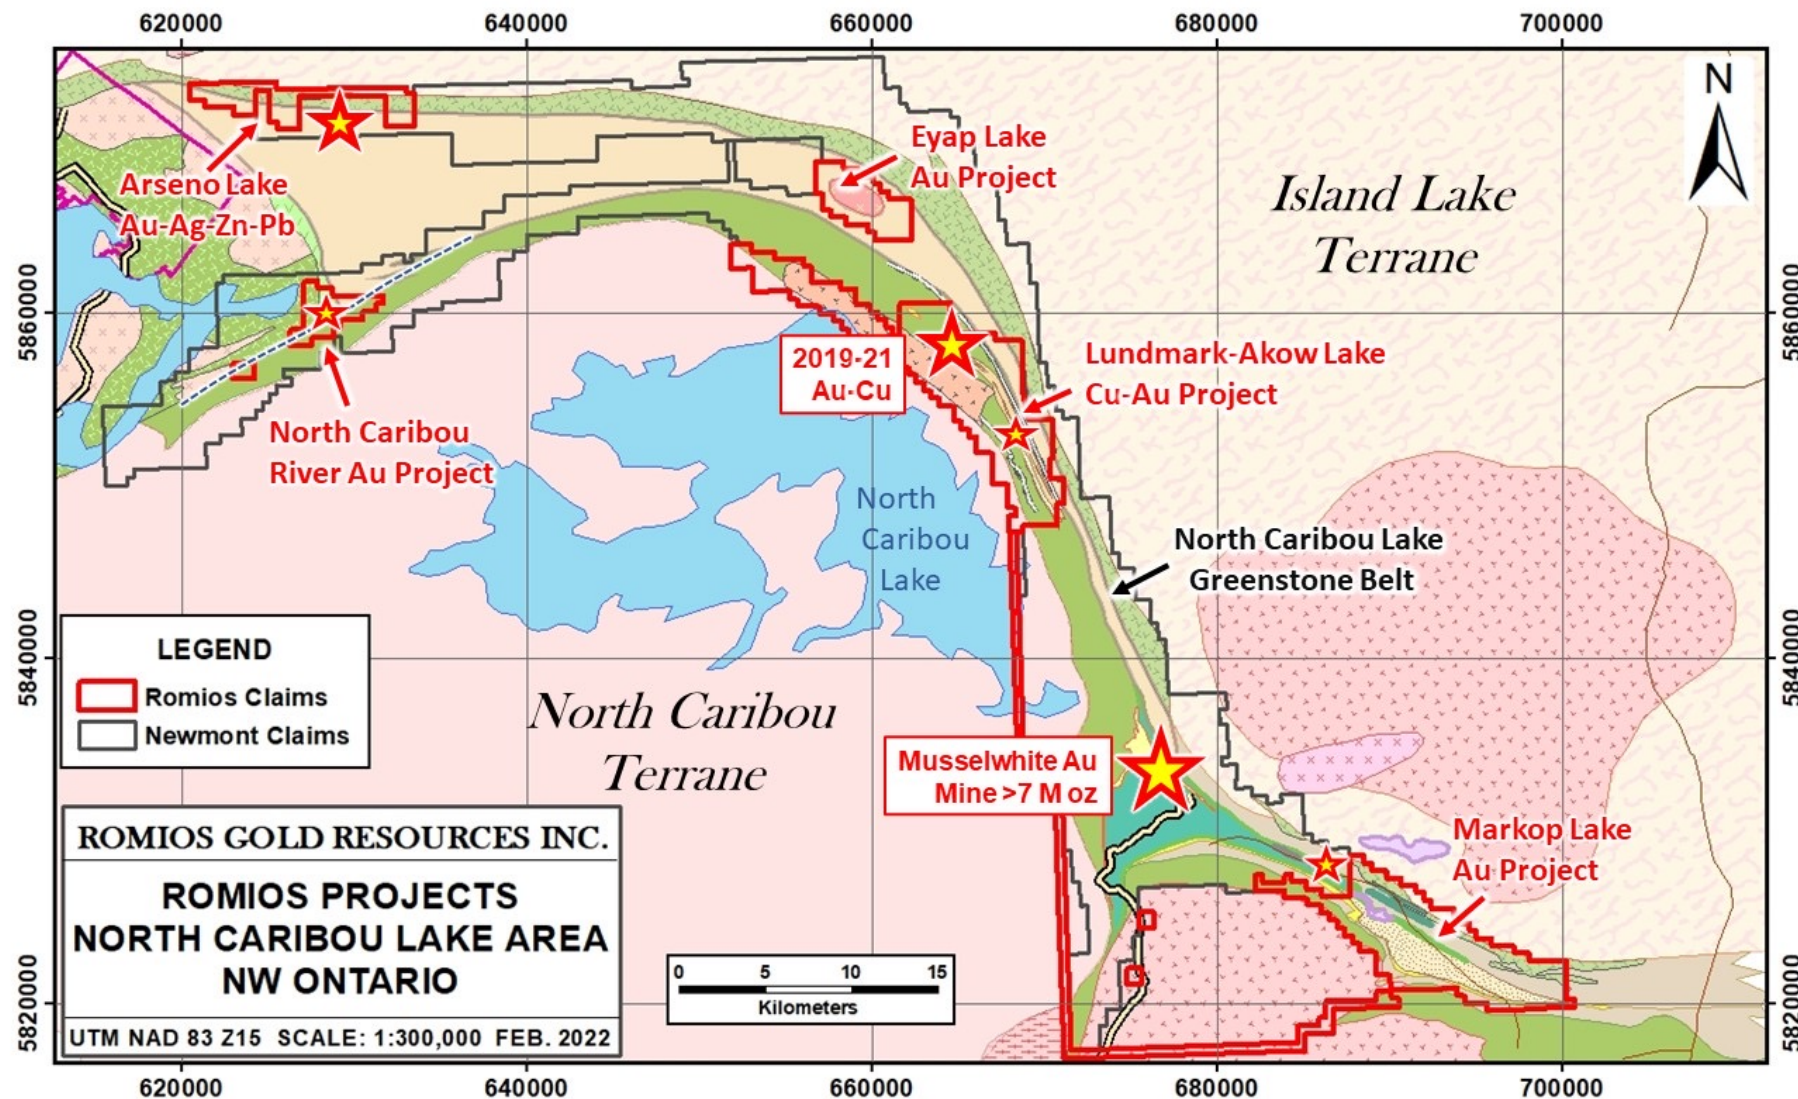 620000
640000
660000
680000
700000
N
Eyap Lake
Au Project
Arseno Lake
Au-Ag-Zn-Pb
Island Lake
Terrane
5860000
5860000
2019-21
Au-Cu
Lundmark-Akow Lake
Cu-Au Project
North Caribou
River Au Project
North
Caribou
Lake
North Caribou Lake
Greenstone Belt
5840000
5840000
LEGEND
Romios Claims
Newmont Claims
North Caribou
Terrane
Musselwhite Au
Mine >7 M oz
Markop Lake
Au Project
ROMIOS GOLD RESOURCES INC.
ROMIOS PROJECTS
NORTH CARIBOU LAKE AREA
NW ONTARIO
UTM NAD 83 Z15 SCALE: 1:300,000 FEB. 2022
0 5 10 15
Kilometers
5820000
5820000
620000
640000
660000
680000
700000